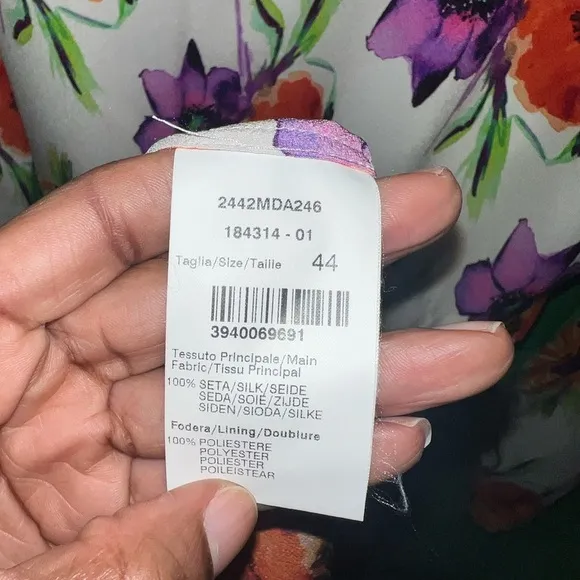 2442MDA246
184314 - 01
Taglia/Size/Taille 44
3940069691
Tessuto Principale/Main
Fabric/Tissu Principal
100% SETA/SILK/SEIDE
SEDA/SOIE/ZIJDE
SIDEN/SIODA/SILKE
Fodera/Lining/Doublure
100% POLIESTERE
POLYESTER
POLIESTER
POILEISTEAR